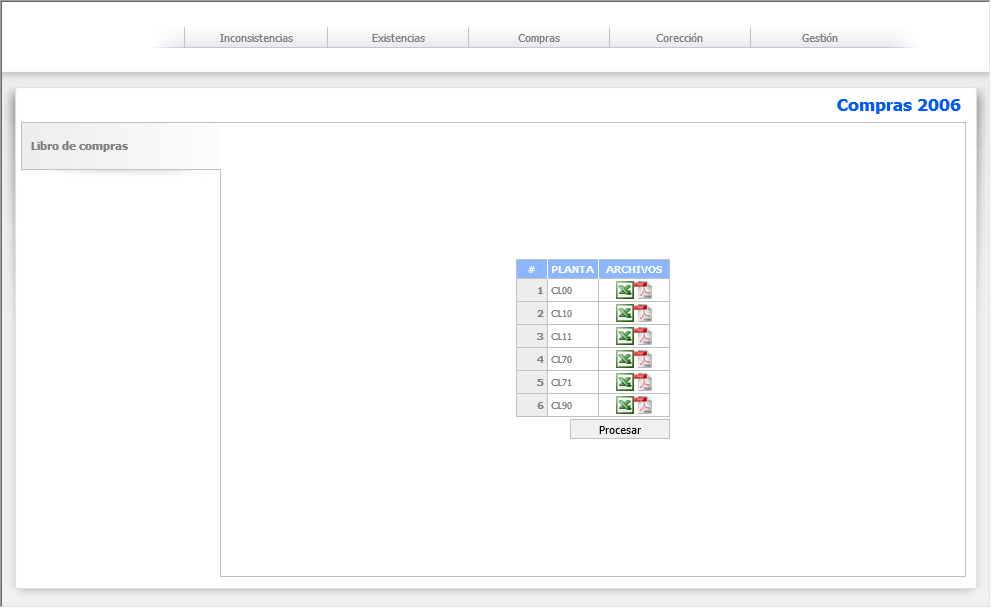 Inconsistencias Existencias Compras Corección Gestión
Compras 2006
Libro de compras
# PLANTA ARCHIVOS
1 CL00
2 CL10
3 CL11
4 CL70
5 CL71
6 CL90
Procesar